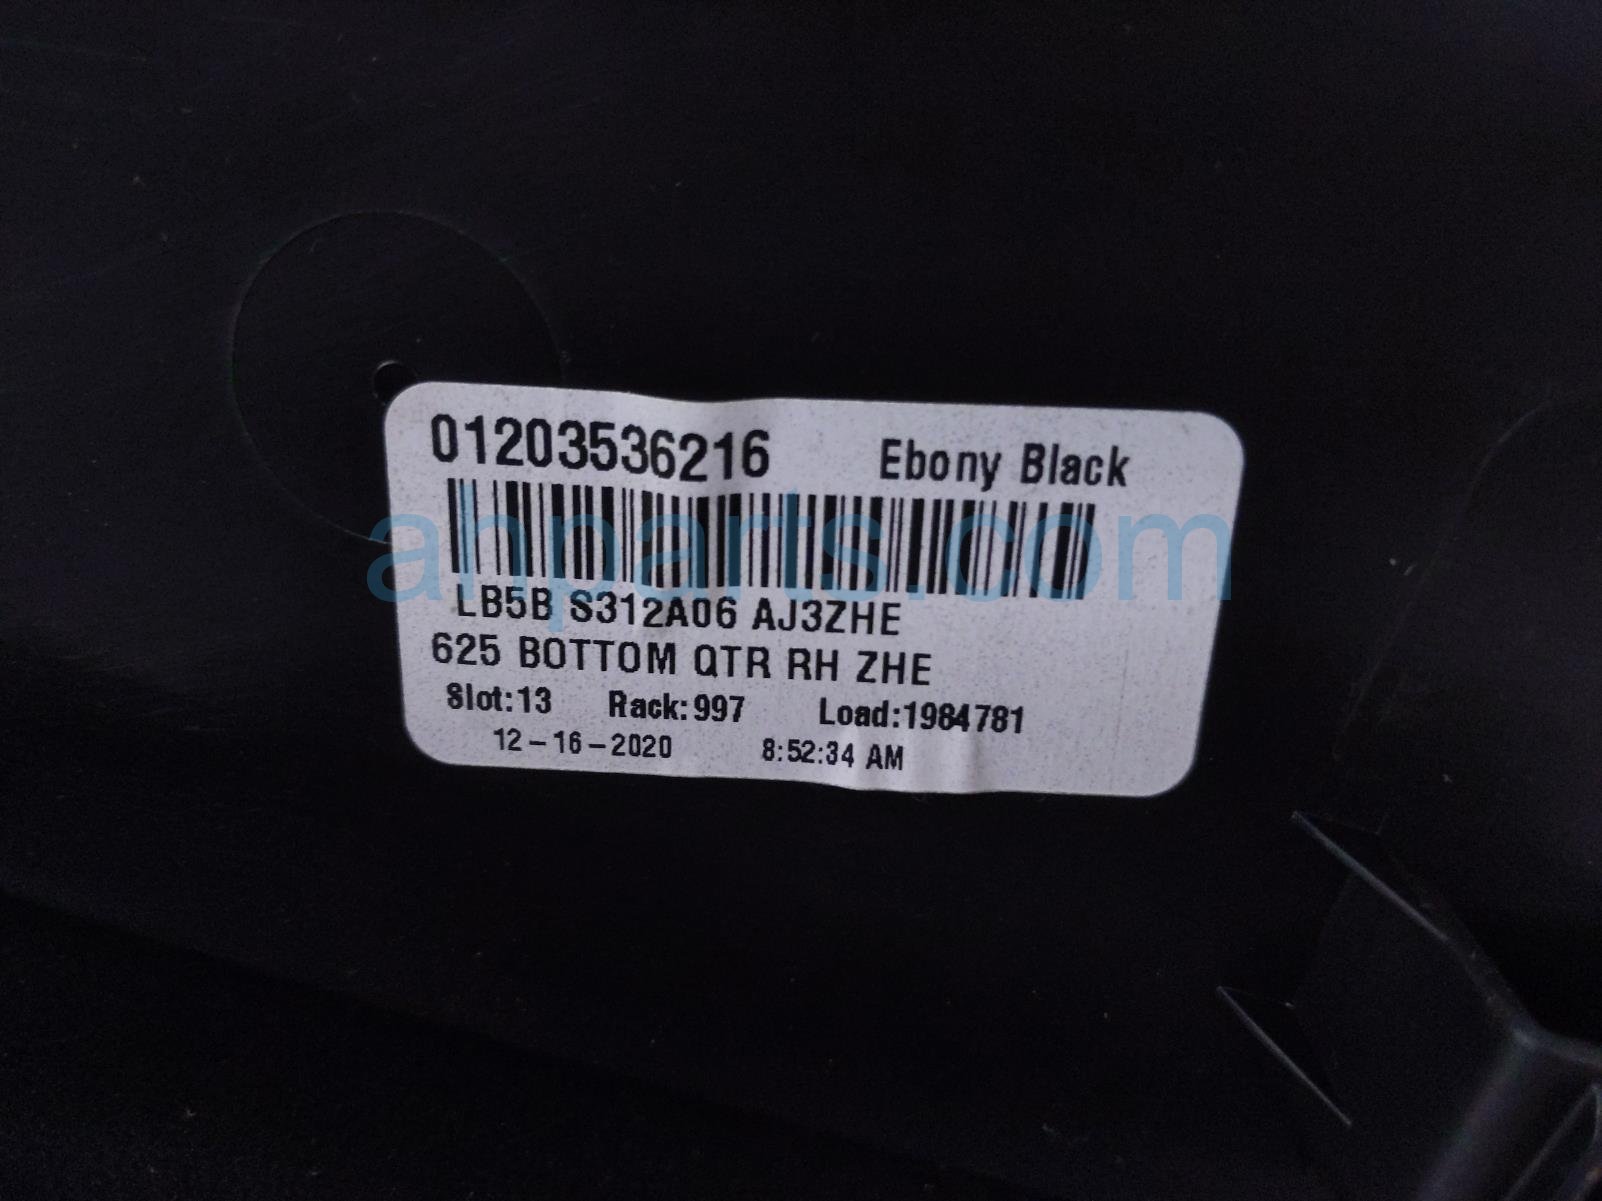 01203536216 Ebony Black
ahparts.com
LB5B S312A06 AJ3ZHE
625 BOTTOM QTR RH ZHE
Slot:13 Rack:997 Load:1984781
12-16-2020 8:52:34 AM